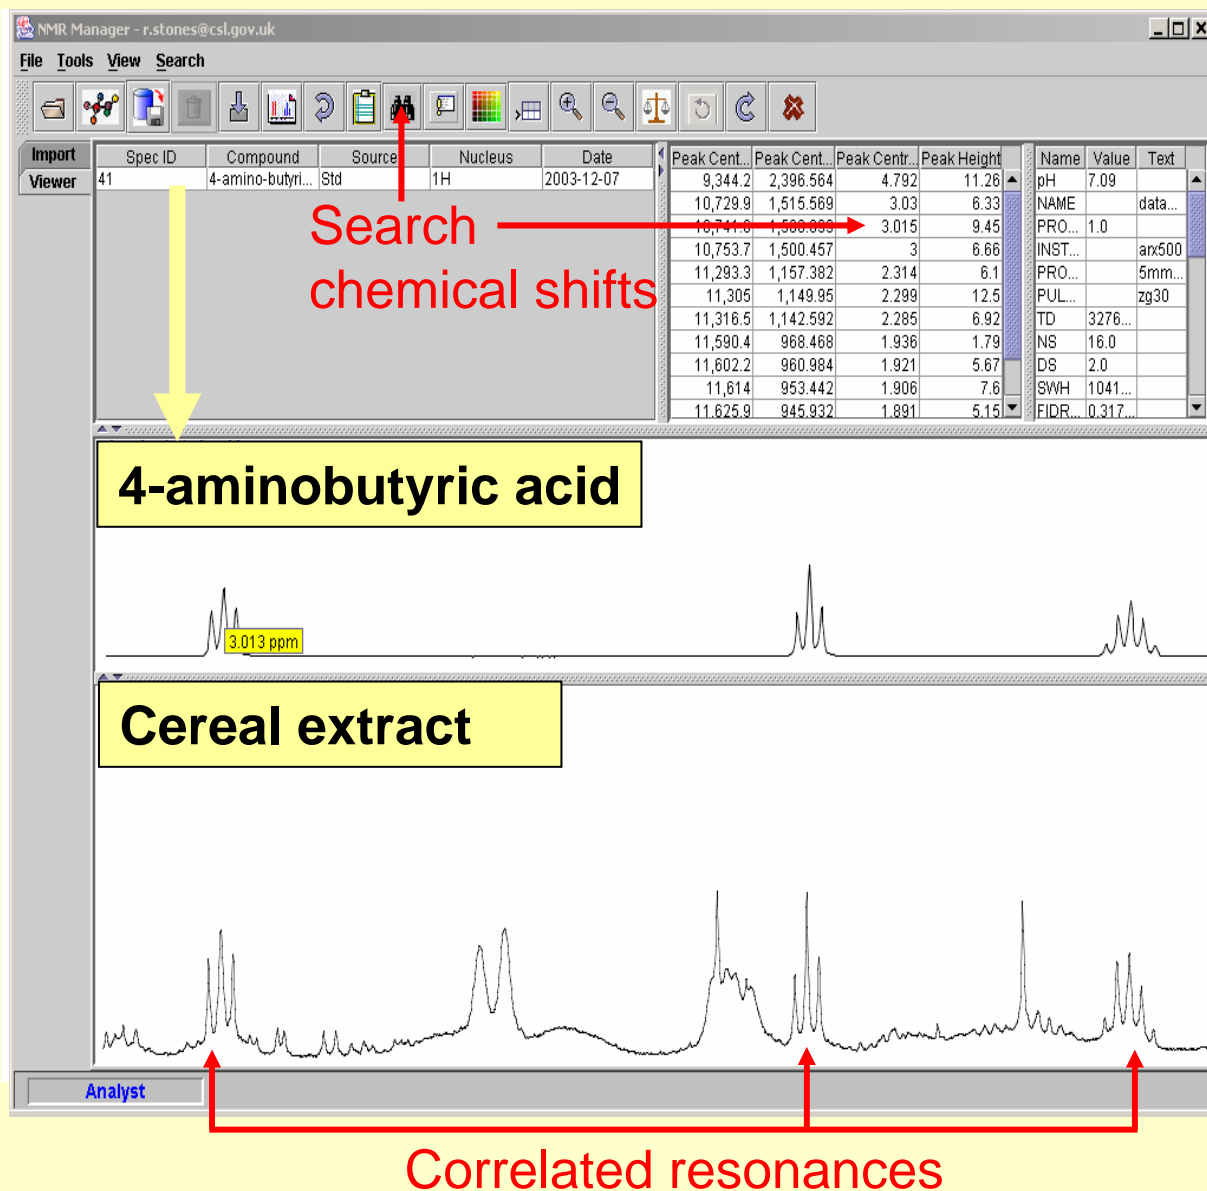 NMR Manager - r.stones@csl.gov.uk
File Tools View Search
Import
Viewer
Spec ID Compound Source Nucleus Date
41 4-amino-butyri... Std 1H 2003-12-07
Peak Cent... Peak Cent... Peak Centr... Peak Height
9,344.2 2,396.564 4.792 11.26
10,729.9 1,515.569 3.03 6.33
3.015 9.45
10,753.7 1,500.457 3 6.66
11,293.3 1,157.382 2.314 6.1
11,305 1,149.95 2.299 12.5
11,316.5 1,142.592 2.285 6.92
11,590.4 968.468 1.936 1.79
11,602.2 960.984 1.921 5.67
11,614 953.442 1.906 7.6
11,625.9 945.932 1.891 5.15
Name Value Text
pH 7.09
NAME data...
PRO... 1.0
INST... arx500
PRO... 5mm...
PUL... zg30
TD 3276...
NS 16.0
DS 2.0
SWH 1041...
FIDR... 0.317...
Search
chemical shifts
4-aminobutyric acid
3.013 ppm
Cereal extract
Analyst
Correlated resonances